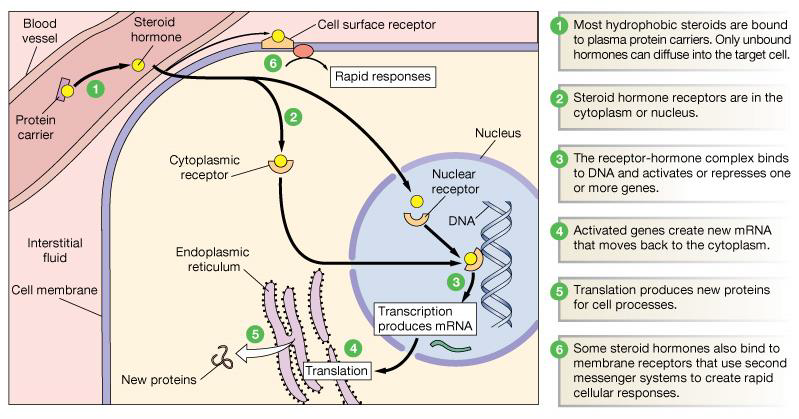 Blood
vessel
Steroid
hormone
Cell surface receptor
6
Rapid responses
1
Protein
carrier
2
Nucleus
Cytoplasmic
receptor
Nuclear
receptor
DNA
Interstitial
fluid
Endoplasmic
reticulum
Cell membrane
3
Transcription
produces mRNA
5
4
Translation
New proteins
1
Most hydrophobic steroids are bound
to plasma protein carriers. Only unbound
hormones can diffuse into the target cell.
2
Steroid hormone receptors are in the
cytoplasm or nucleus.
3
The receptor-hormone complex binds
to DNA and activates or represses one
or more genes.
4
Activated genes create new mRNA
that moves back to the cytoplasm.
5
Translation produces new proteins
for cell processes.
6
Some steroid hormones also bind to
membrane receptors that use second
messenger systems to create rapid
cellular responses.